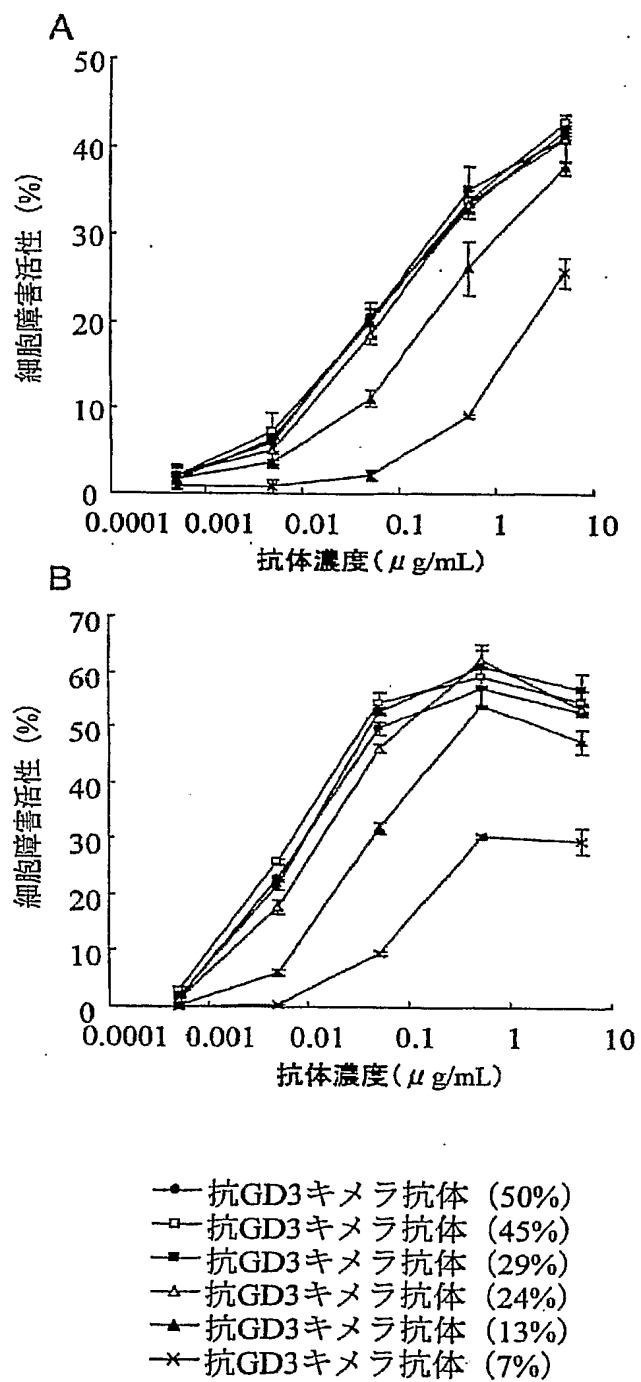 A
50
40
30
20
10
0
細胞障害活性 (%)
0.0001 0.001 0.01 0.1 1 10
抗体濃度(μg/mL)
B
70
60
50
40
30
20
10
0
細胞障害活性 (%)
0.0001 0.001 0.01 0.1 1 10
抗体濃度(μg/mL)
抗GD3キメラ抗体 (50%)
抗GD3キメラ抗体 (45%)
抗GD3キメラ抗体 (29%)
抗GD3キメラ抗体 (24%)
抗GD3キメラ抗体 (13%)
抗GD3キメラ抗体 (7%)